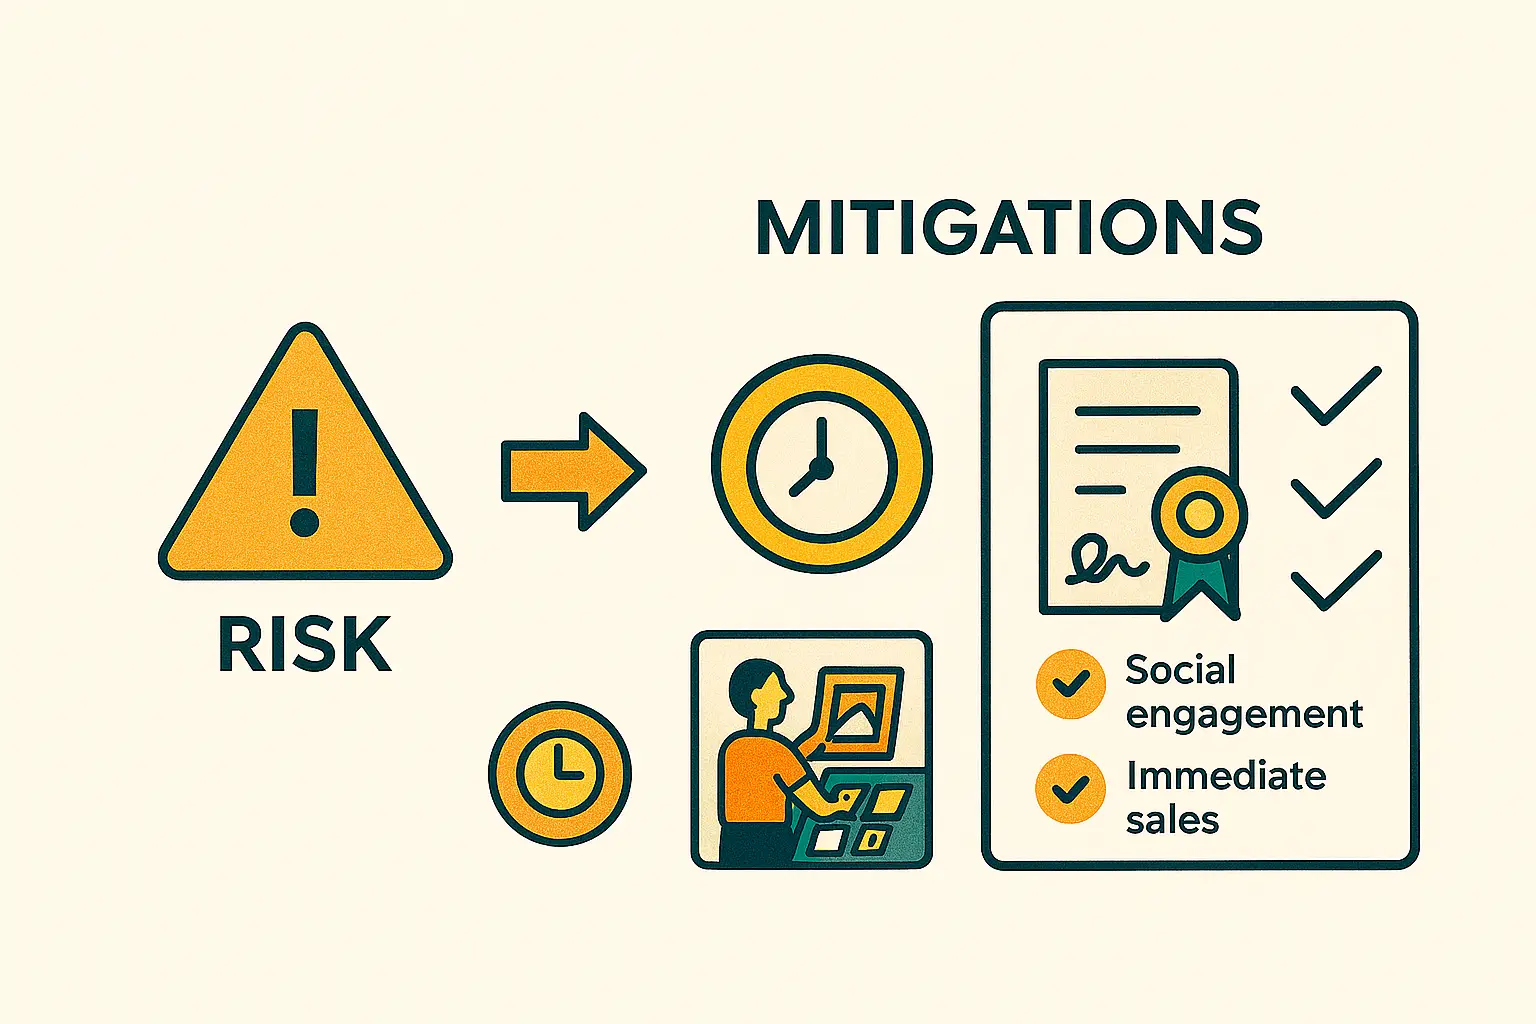 MITIGATIONS
RISK
Social
engagement
Immediate
sales